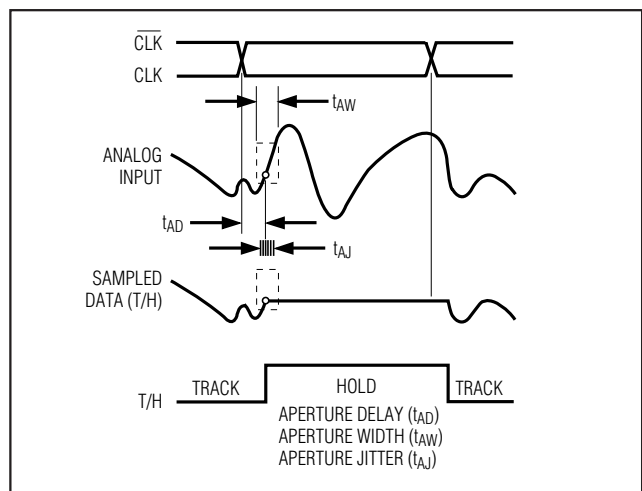 C̅L̅K̅
CLK
tAW
ANALOG
INPUT
tAD
tAJ
SAMPLED
DATA (T/H)
TRACK HOLD TRACK
T/H
APERTURE DELAY (tAD)
APERTURE WIDTH (tAW)
APERTURE JITTER (tAJ)